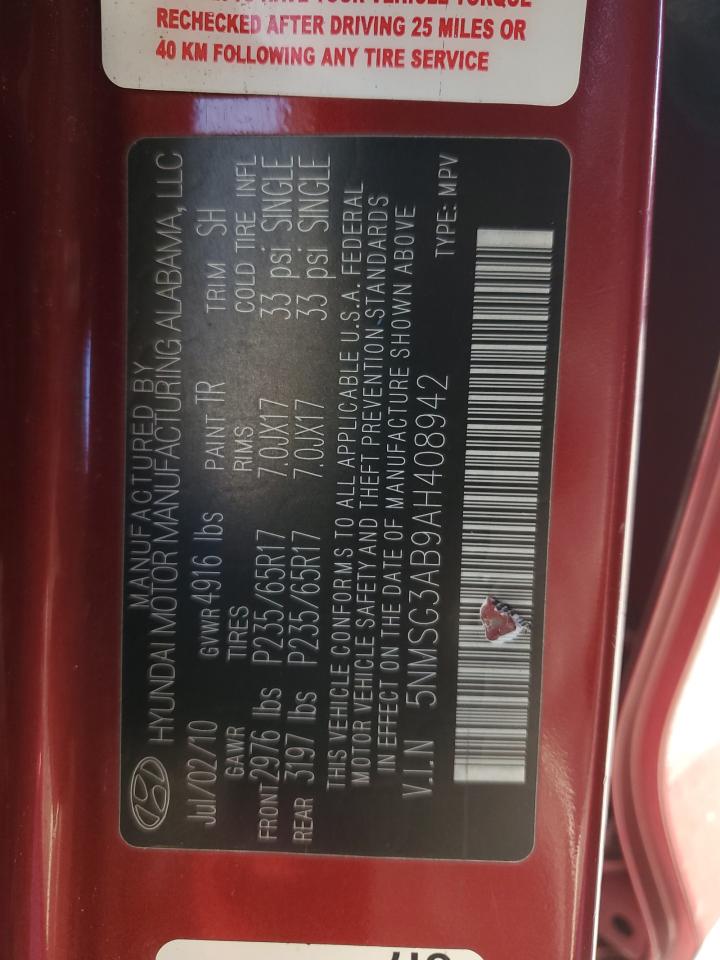 RECHECKED AFTER DRIVING 25 MILES OR
40 KM FOLLOWING ANY TIRE SERVICE
MANUFACTURED BY
HYUNDAI MOTOR MANUFACTURING ALABAMA, LLC
Jul/02/10 GVWR 4916 lbs PAINT TR TRIM SH
GAWR TIRES RIMS COLD TIRE INFL
FRONT 2976 lbs P235/65R17 7.0JX17 33 psi SINGLE
REAR 3197 lbs P235/65R17 7.0JX17 33 psi SINGLE
THIS VEHICLE CONFORMS TO ALL APPLICABLE U.S.A. FEDERAL
MOTOR VEHICLE SAFETY AND THEFT PREVENTION STANDARDS
IN EFFECT ON THE DATE OF MANUFACTURE SHOWN ABOVE
V.I.N 5NMSC3AB9AH408942
TYPE: MPV